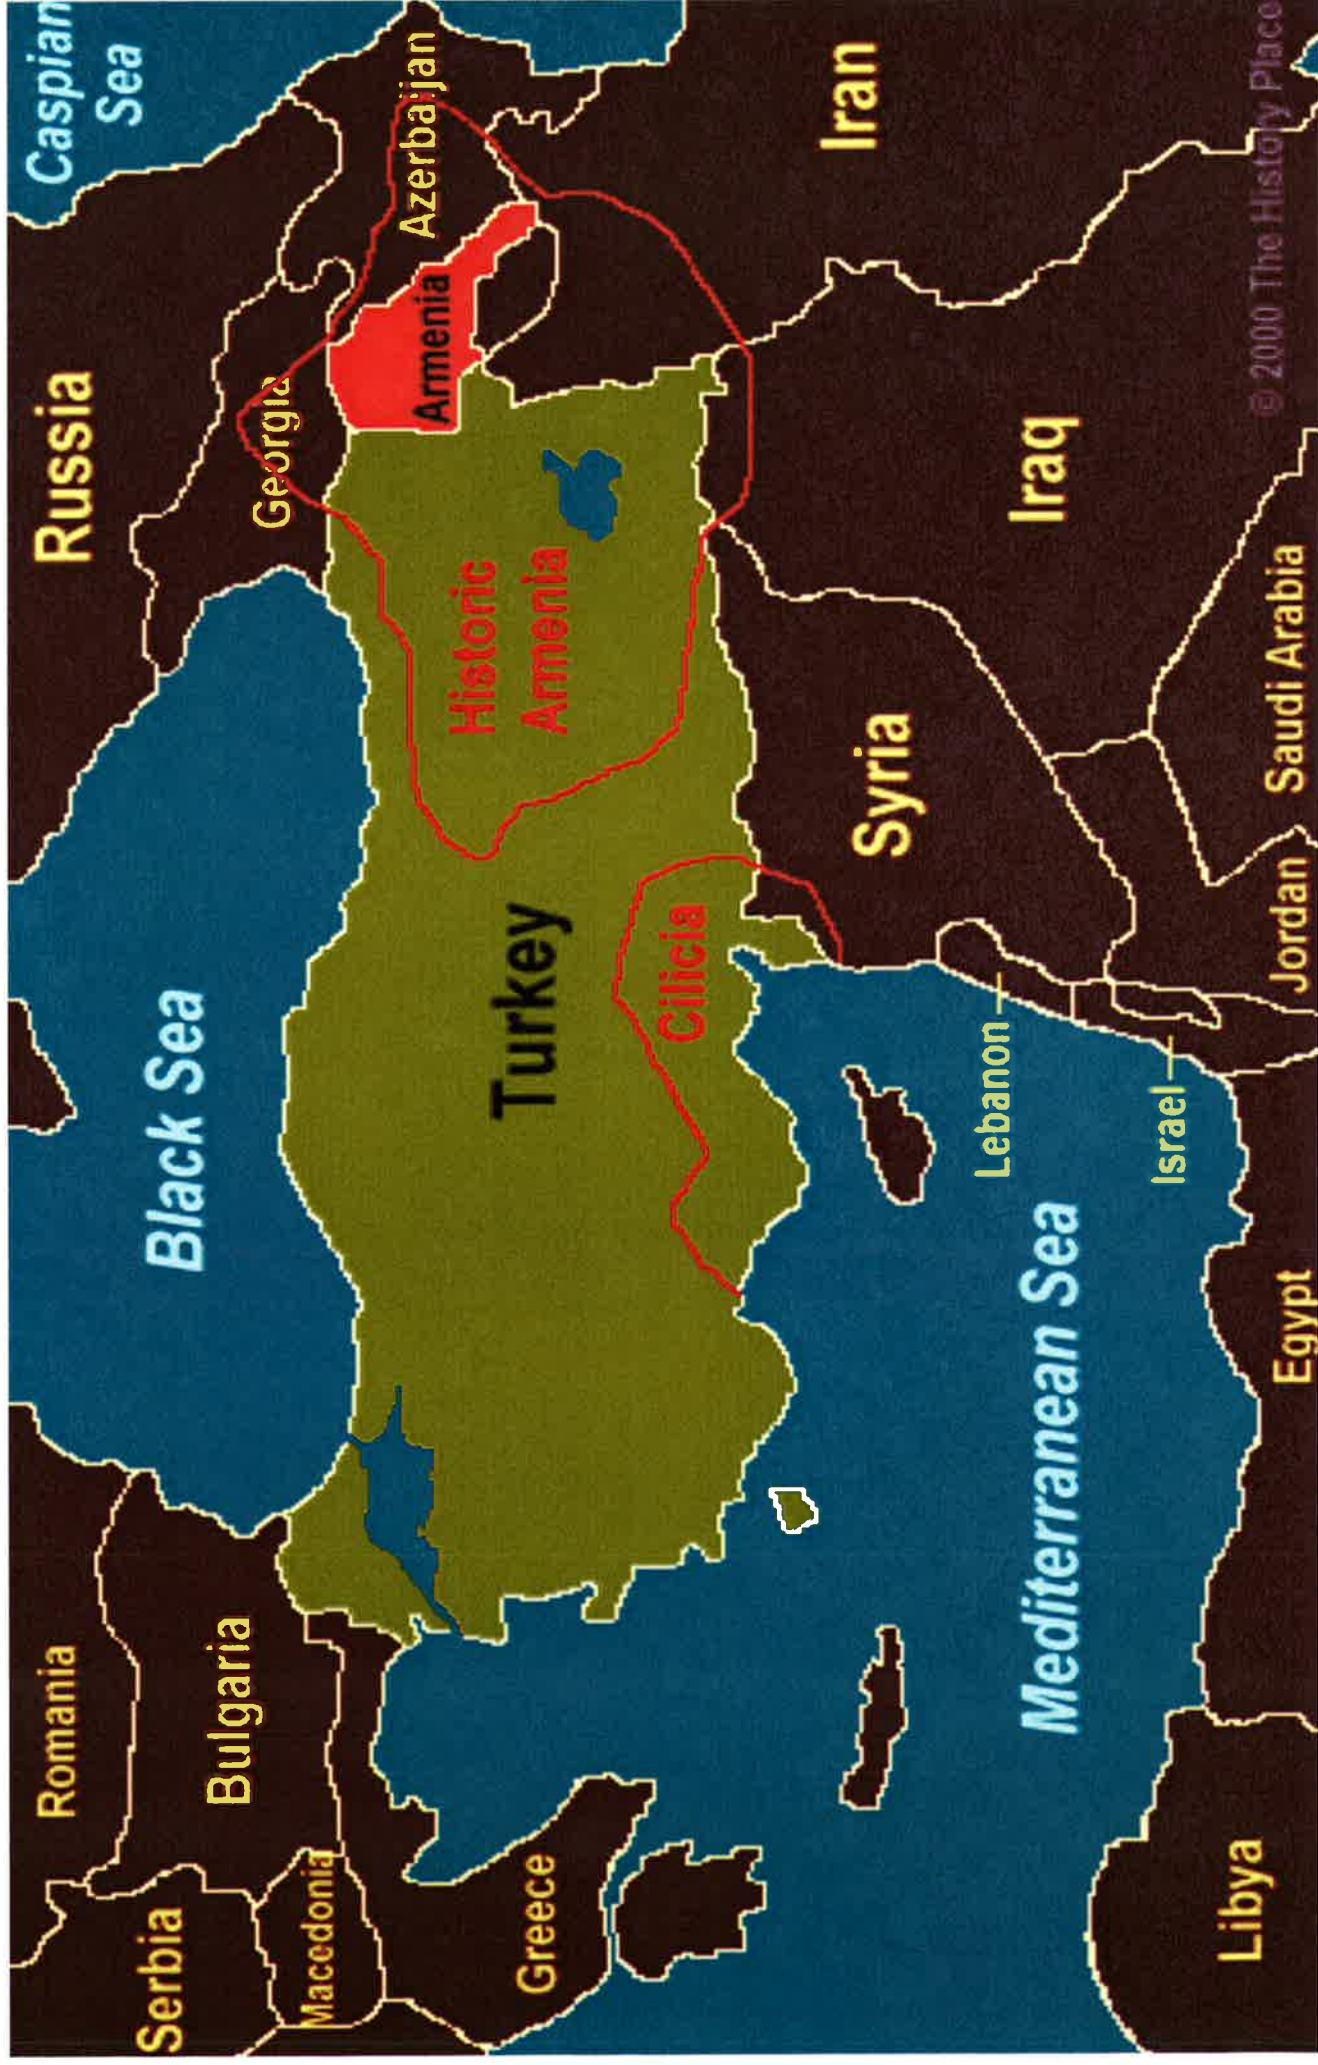 Romania
Serbia
Bulgaria
Macedonia
Greece
Black Sea
Russia
Caspian
Sea
Georgia
Azerbaijan
Armenia
Historic
Armenia
Turkey
Cilicia
Iran
Syria
Iraq
Lebanon
Israel
Mediterranean Sea
Jordan
Saudi Arabia
Egypt
Libya
© 2000 The History Place